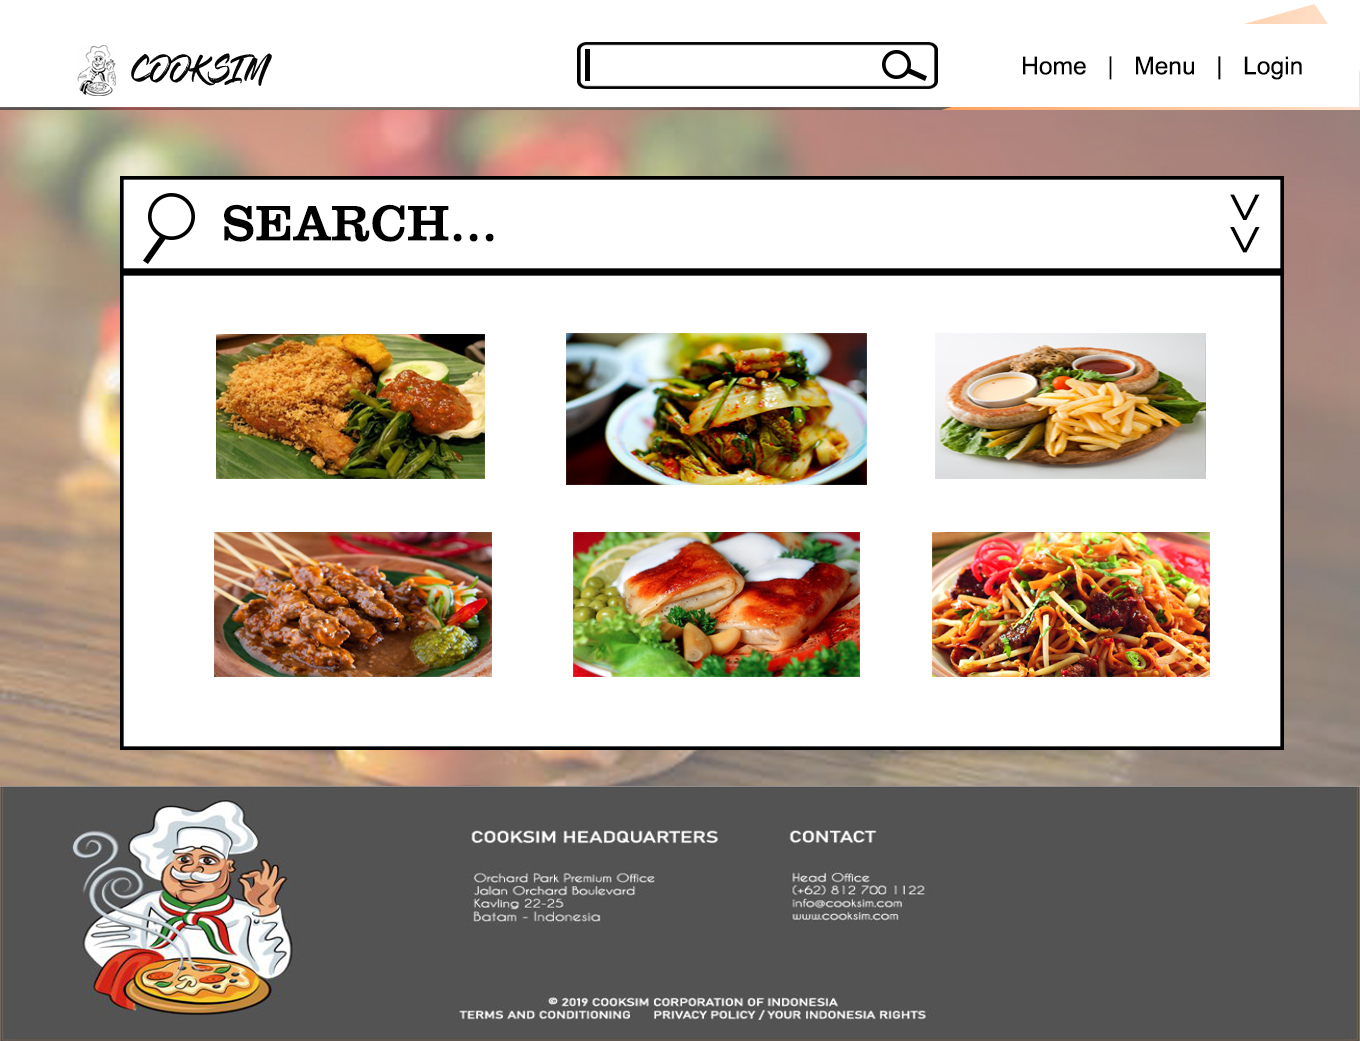 COOKSIM
Home | Menu | Login
SEARCH...
COOKSIM HEADQUARTERS
Orchard Park Premium Office
Jalan Orchard Boulevard
Kavling 22-25
Batam - Indonesia
CONTACT
Head Office
(+62) 812 700 1122
info@cooksim.com
www.cooksim.com
© 2019 COOKSIM CORPORATION OF INDONESIA
TERMS AND CONDITIONING PRIVACY POLICY / YOUR INDONESIA RIGHTS